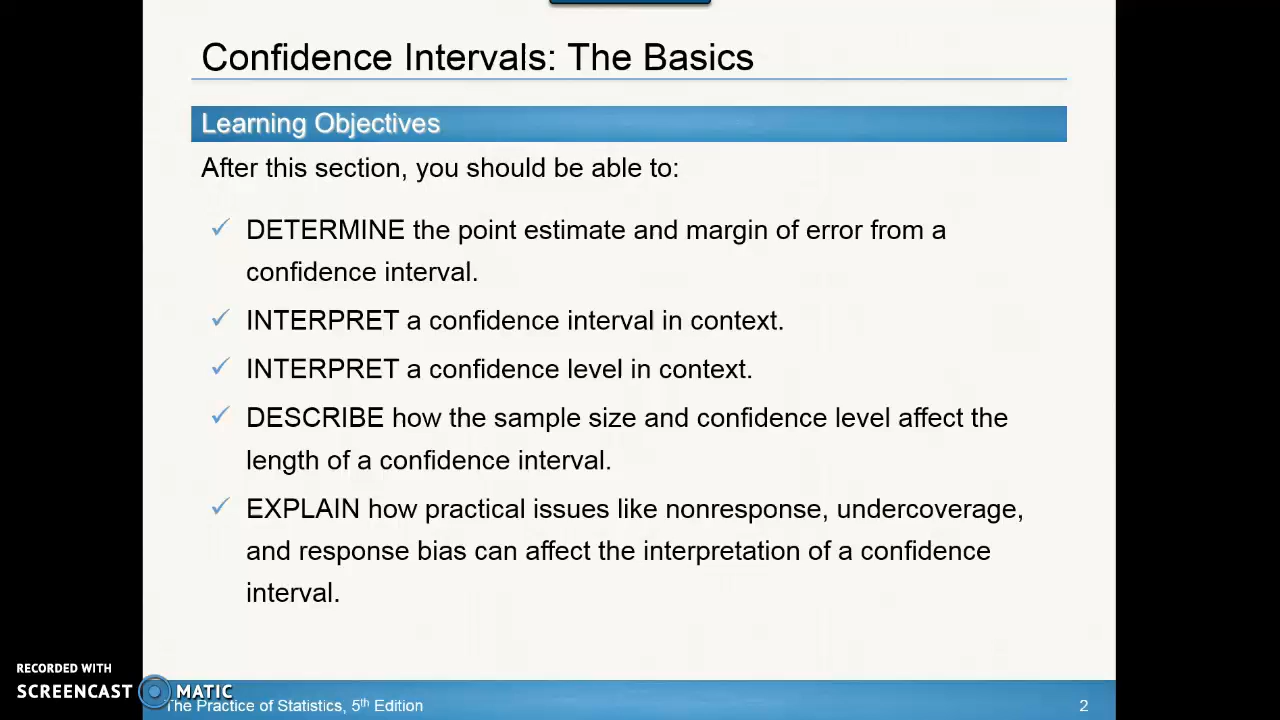 Confidence Intervals: The Basics
Learning Objectives
After this section, you should be able to:
✓ DETERMINE the point estimate and margin of error from a
confidence interval.
✓ INTERPRET a confidence interval in context.
✓ INTERPRET a confidence level in context.
✓ DESCRIBE how the sample size and confidence level affect the
length of a confidence interval.
✓ EXPLAIN how practical issues like nonresponse, undercoverage,
and response bias can affect the interpretation of a confidence
interval.
RECORDED WITH
SCREENCAST MATIC
The Practice of Statistics, 5th Edition
2